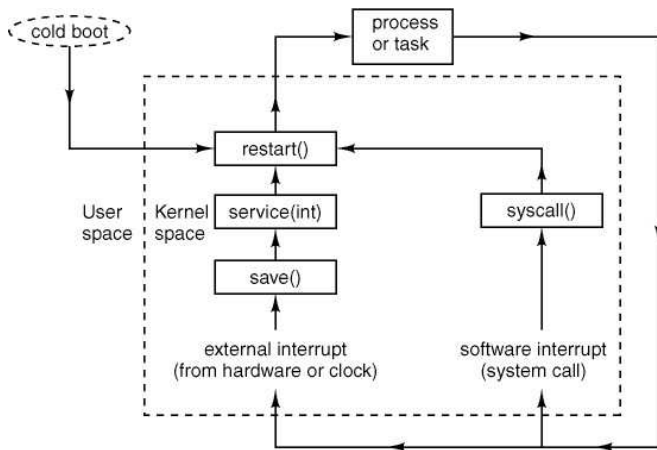 cold boot
process
or task
restart()
User
space
Kernel
space
service(int)
syscall()
save()
external interrupt
(from hardware or clock)
software interrupt
(system call)